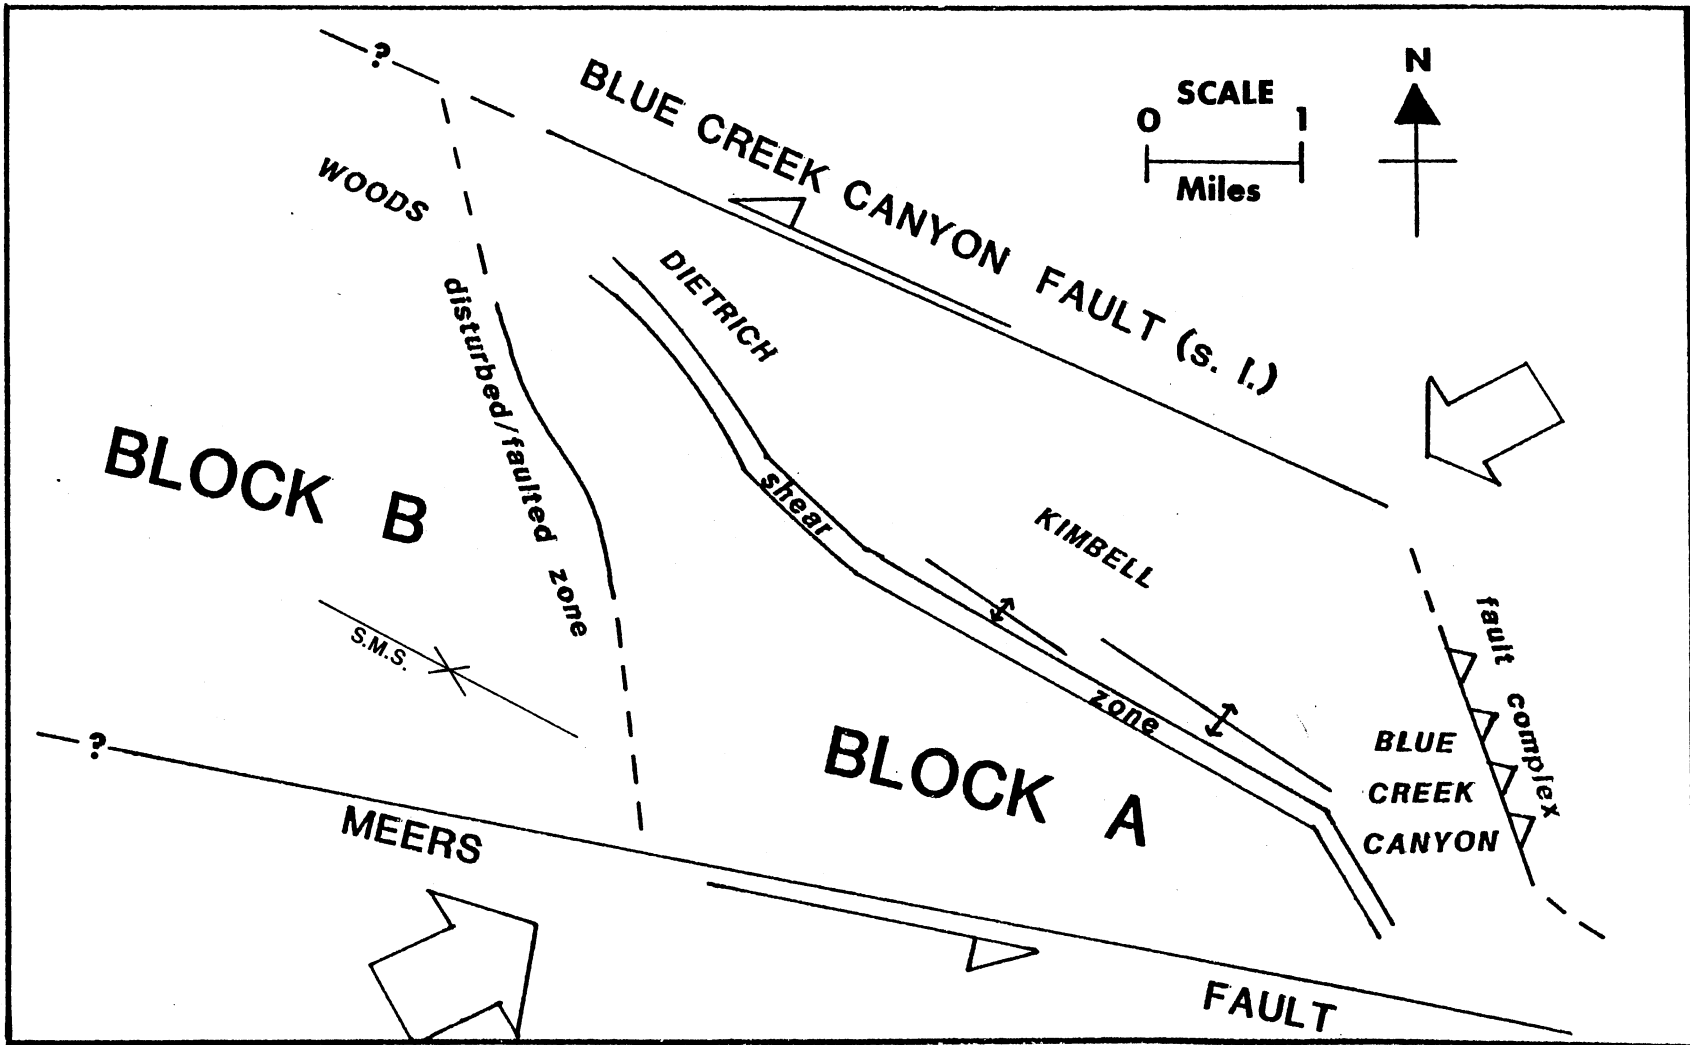 ?
BLUE CREEK CANYON FAULT (s. l.)
SCALE
0 1
Miles
N
WOODS
DIETRICH
disturbed/faulted zone
BLOCK B
shear zone
KIMBELL
fault complex
S.M.S.
BLOCK A
BLUE
CREEK
CANYON
?
MEERS FAULT